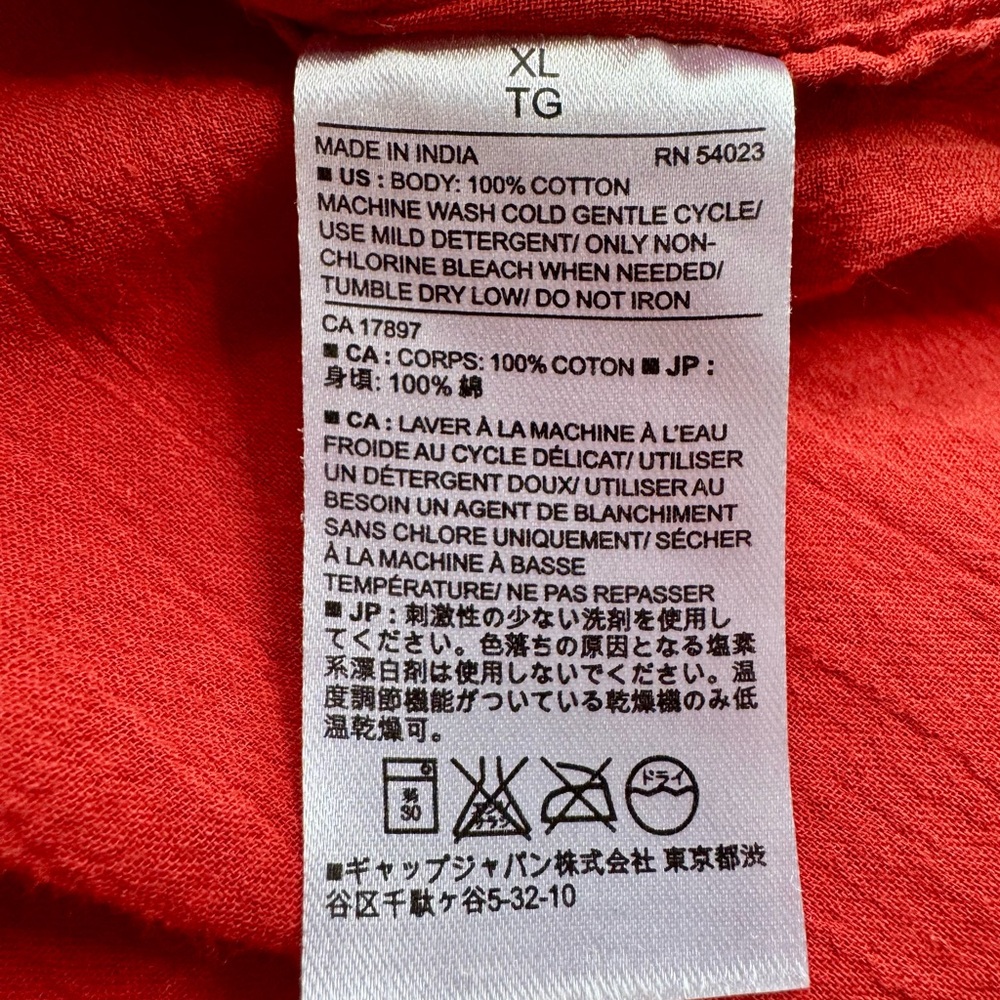 XL
TG
MADE IN INDIA RN 54023
■ US : BODY: 100% COTTON
MACHINE WASH COLD GENTLE CYCLE/
USE MILD DETERGENT/ ONLY NON-
CHLORINE BLEACH WHEN NEEDED/
TUMBLE DRY LOW/ DO NOT IRON
CA 17897
■ CA : CORPS: 100% COTON ■ JP :
身頃: 100% 綿
■ CA : LAVER À LA MACHINE À L'EAU
FROIDE AU CYCLE DÉLICAT/ UTILISER
UN DÉTERGENT DOUX/ UTILISER AU
BESOIN UN AGENT DE BLANCHIMENT
SANS CHLORE UNIQUEMENT/ SÉCHER
À LA MACHINE À BASSE
TEMPÉRATURE/ NE PAS REPASSER
■ JP : 刺激性の少ない洗剤を使用し
てください。色落ちの原因となる塩素
系漂白剤は使用しないでください。温
度調節機能がついている乾燥機のみ低
温乾燥可。
弱
30
エンソ
サラシ
ドライ
■ギャップジャパン株式会社 東京都渋
谷区千駄ヶ谷5-32-10